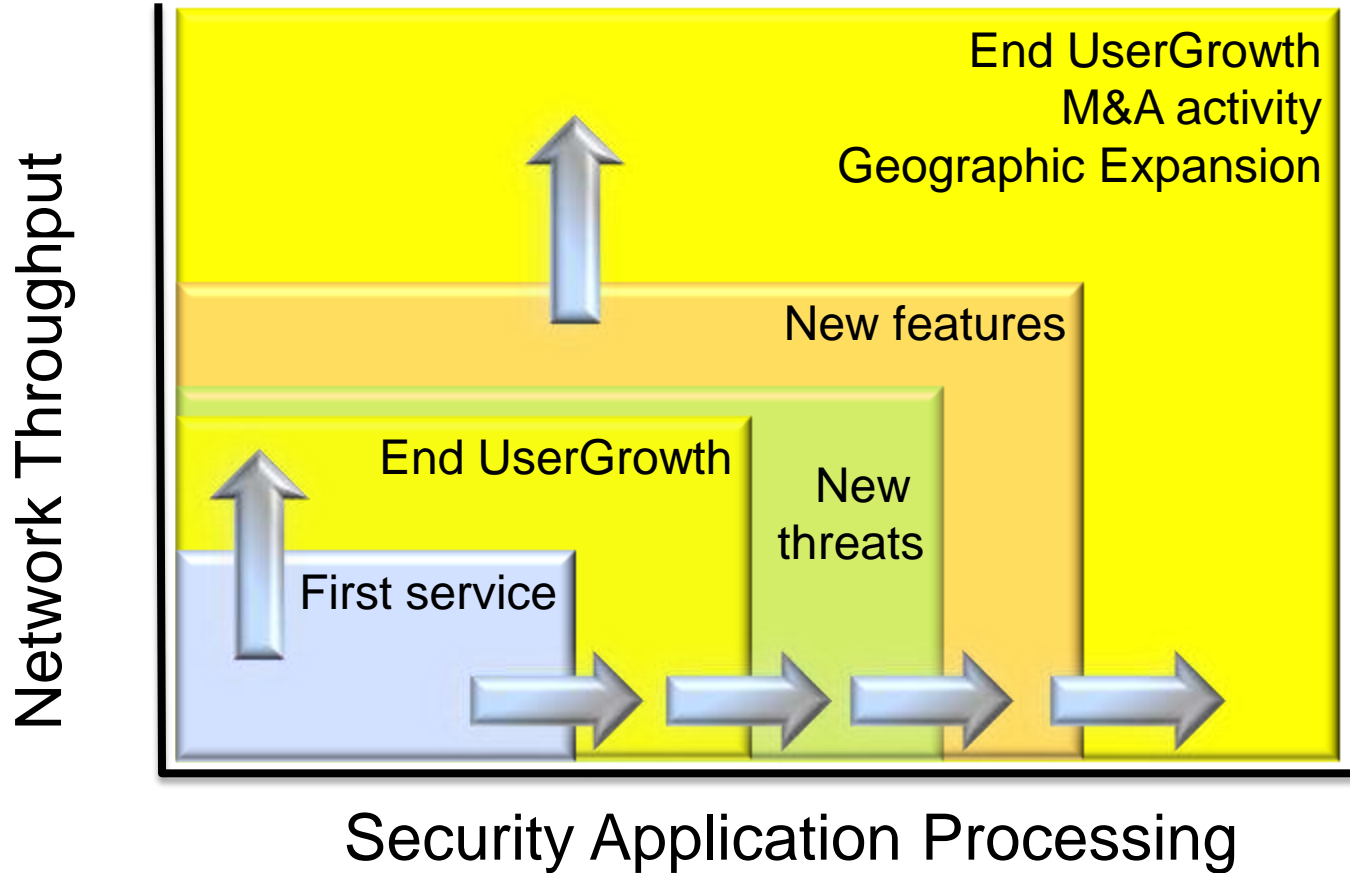 Network Throughput
End UserGrowth
M&A activity
Geographic Expansion
New features
End UserGrowth
New
threats
First service
Security Application Processing